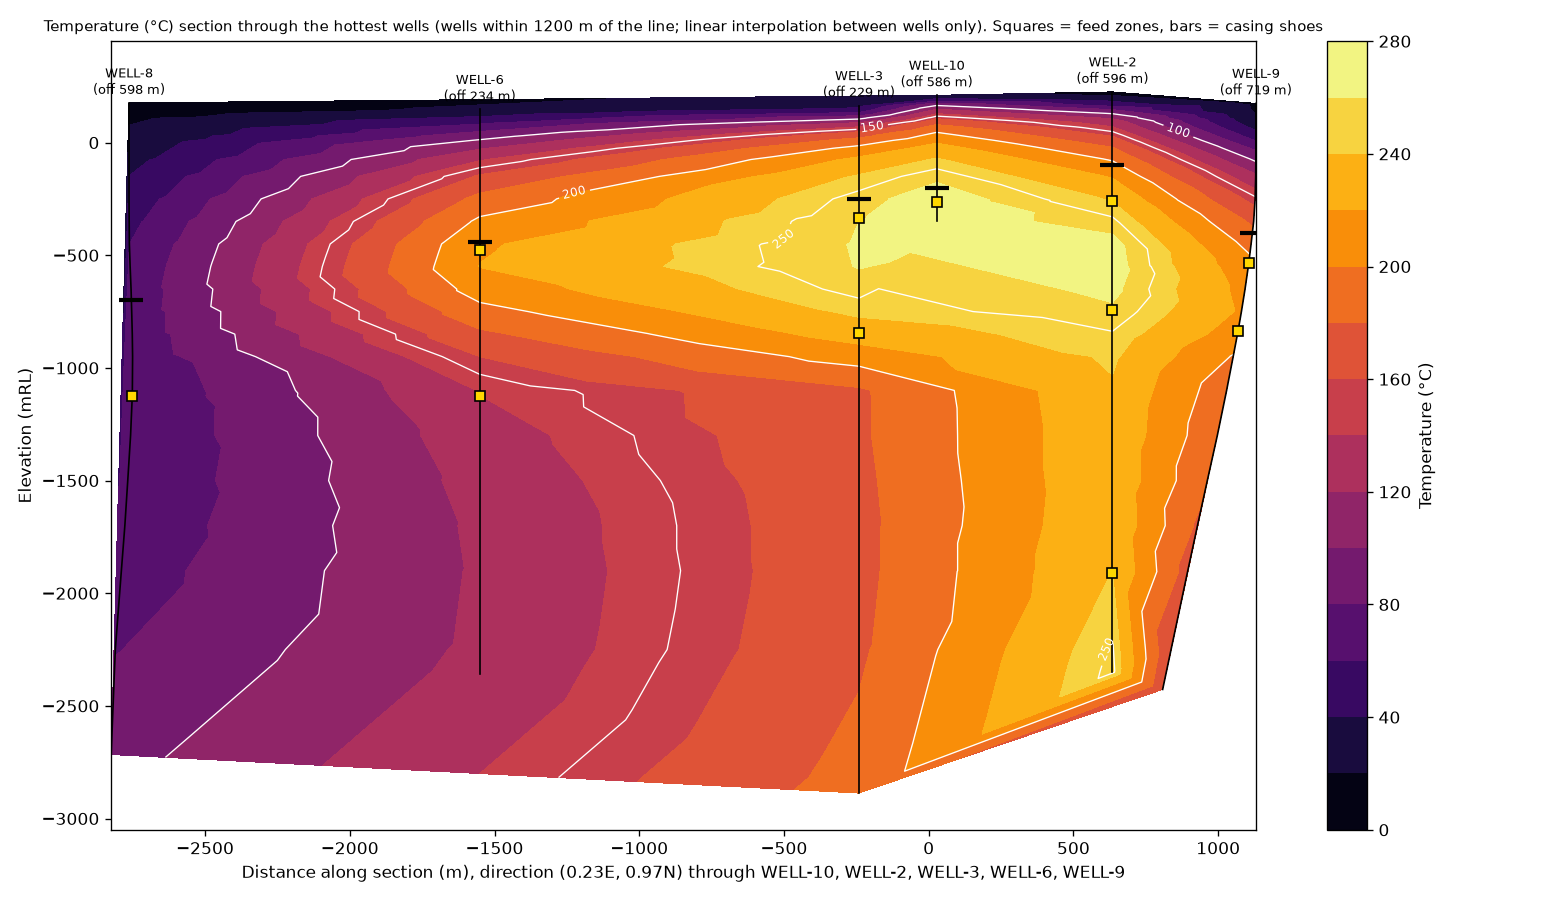 Temperature (°C) section through the hottest wells (wells within 1200 m of the line; linear interpolation between wells only). Squares = feed zones, bars = casing shoes
WELL-8
(off 598 m)
WELL-6
(off 234 m)
WELL-3
(off 229 m)
WELL-10
(off 586 m)
WELL-2
(off 596 m)
WELL-9
(off 719 m)
100
150
200
250
250
0
−500
−1000
−1500
−2000
−2500
−3000
Elevation (mRL)
−2500
−2000
−1500
−1000
−500
0
500
1000
Distance along section (m), direction (0.23E, 0.97N) through WELL-10, WELL-2, WELL-3, WELL-6, WELL-9
280
240
200
160
120
80
40
0
Temperature (°C)